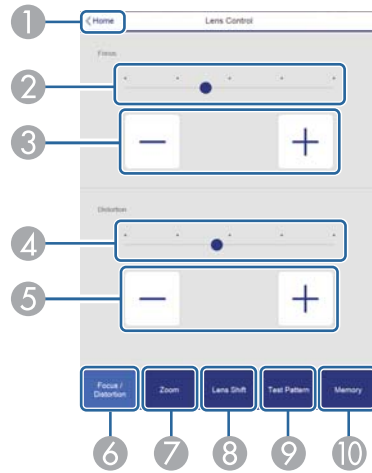 1
< Home
Lens Control
Focus
2
3
Distortion
4
5
Focus /
Distortion
Zoom
Lens Shift
Test Pattern
Memory
6
7
8
9
10